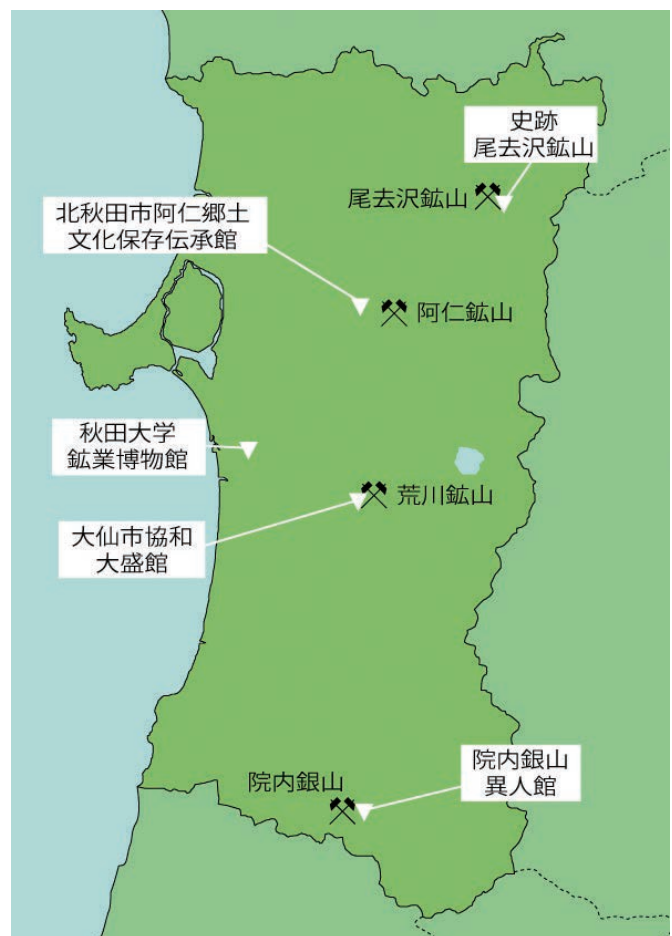 史跡
尾去沢鉱山
尾去沢鉱山
北秋田市阿仁郷土
文化保存伝承館
阿仁鉱山
秋田大学
鉱業博物館
荒川鉱山
大仙市協和
大盛館
院内銀山
異人館
院内銀山